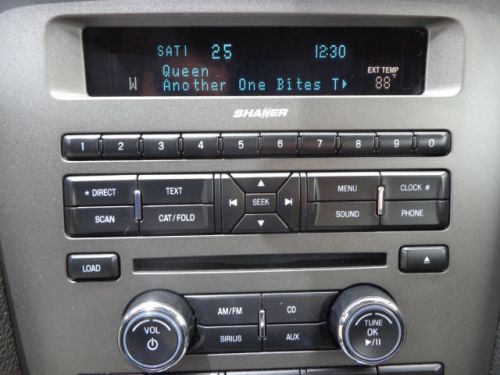 SAT1 25 12:30
Queen EXT TEMP
W Another One Bites T 88°F
SHAKER
1 2 3 4 5 6 7 8 9 0
* DIRECT TEXT MENU CLOCK #
SEEK
SCAN CAT/FOLD SOUND PHONE
LOAD
AM/FM CD
VOL TUNE
OK
SIRIUS AUX